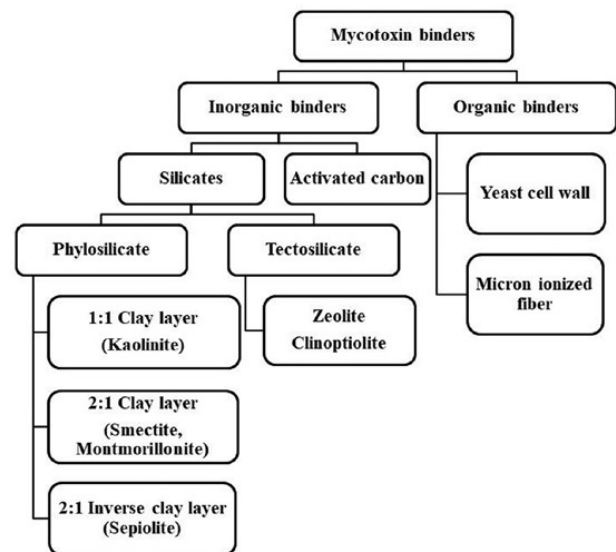 Mycotoxin binders
Inorganic binders
Organic binders
Silicates
Activated carbon
Yeast cell wall
Phylosilicate
Tectosilicate
Micron ionized
fiber
1:1 Clay layer
(Kaolinite)
Zeolite
Clinoptiolite
2:1 Clay layer
(Smectite,
Montmorillonite)
2:1 Inverse clay layer
(Sepiolite)